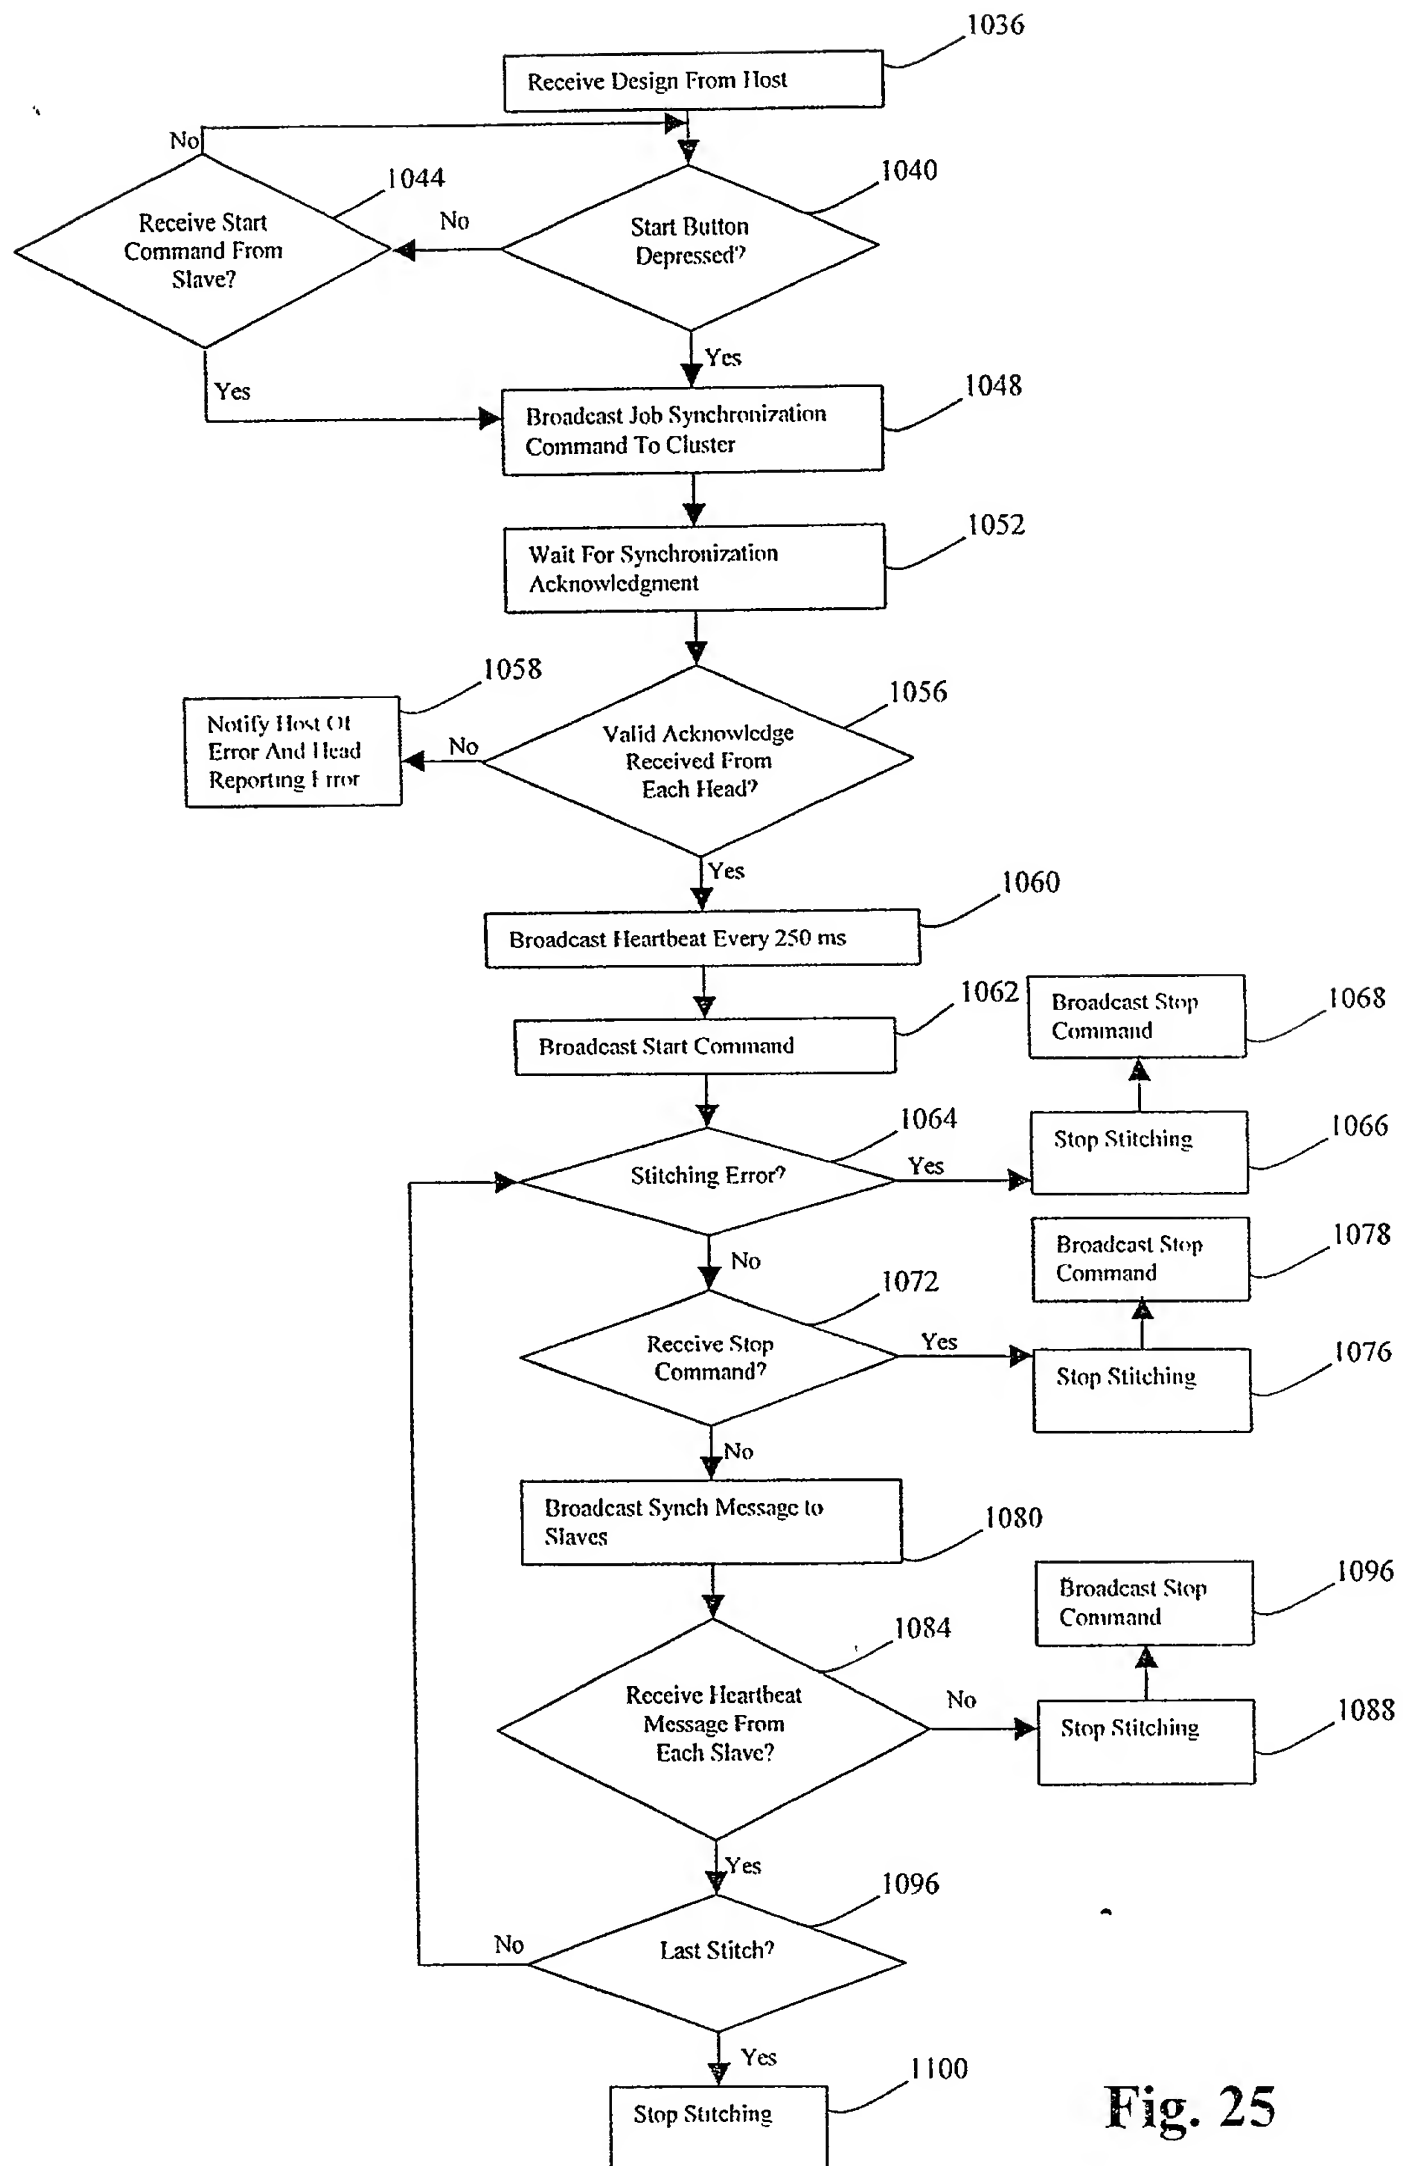 1036
Receive Design From Host
No
1044
1040
Receive Start
Command From
Slave?
No
Start Button
Depressed?
Yes
Yes
1048
Broadcast Job Synchronization
Command To Cluster
1052
Wait For Synchronization
Acknowledgment
1058
1056
Notify Host Of
Error And Head
Reporting Error
No
Valid Acknowledge
Received From
Each Head?
Yes
1060
Broadcast Heartbeat Every 250 ms
1062
Broadcast Start Command
Broadcast Stop
Command
1068
1064
Stitching Error?
Yes
Stop Stitching
1066
No
Broadcast Stop
Command
1078
1072
Receive Stop
Command?
Yes
Stop Stitching
1076
No
Broadcast Synch Message to
Slaves
1080
Broadcast Stop
Command
1096
1084
Receive Heartbeat
Message From
Each Slave?
No
Stop Stitching
1088
Yes
1096
No
Last Stitch?
Yes
1100
Stop Stitching
Fig. 25